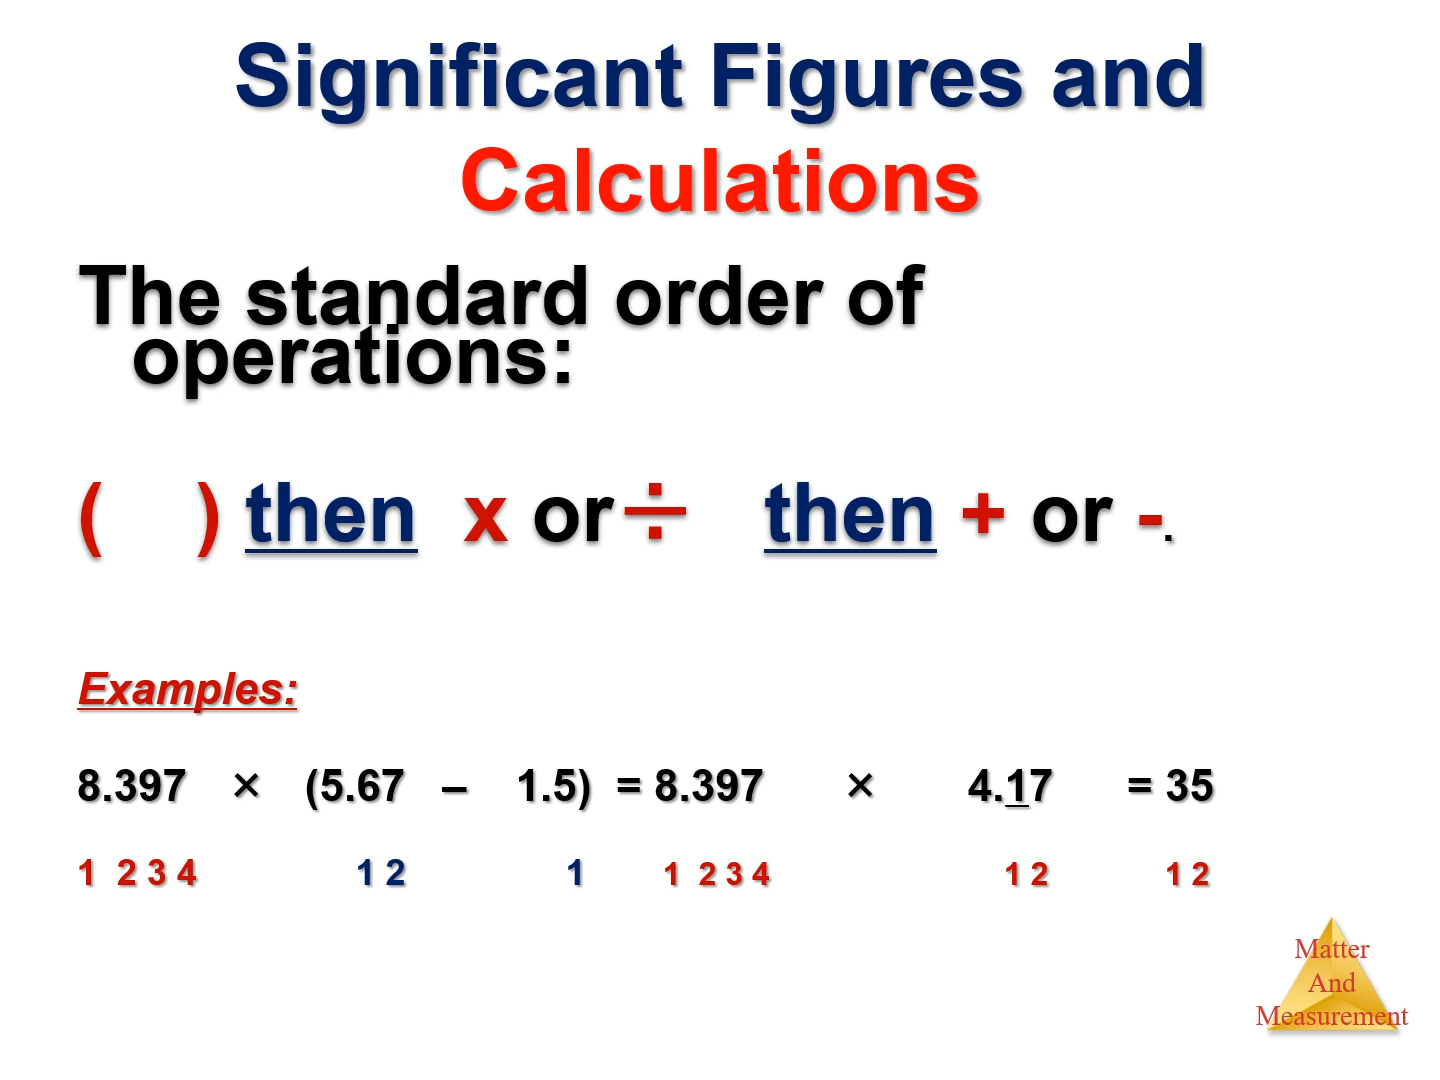 Significant Figures and
Calculations
The standard order of
operations:
( ) then x or ÷ then + or -.
Examples:
8.397 × (5.67 – 1.5) = 8.397 × 4.17 = 35
1 2 3 4 1 2 1 1 2 3 4 1 2 1 2
Matter
And
Measurement